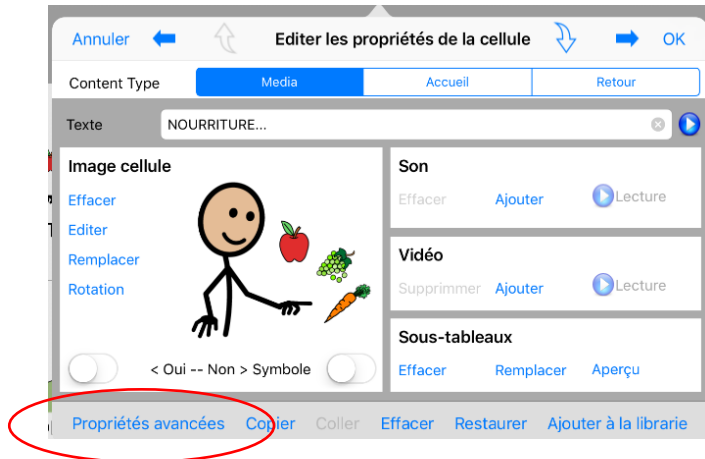 Annuler Editer les propriétés de la cellule OK
Content Type Media Accueil Retour
Texte NOURRITURE...
Image cellule
Effacer
Editer
Remplacer
Rotation
< Oui -- Non > Symbole
Son
Effacer Ajouter Lecture
Vidéo
Supprimmer Ajouter Lecture
Sous-tableaux
Effacer Remplacer Aperçu
Propriétés avancées Copier Coller Effacer Restaurer Ajouter à la librarie